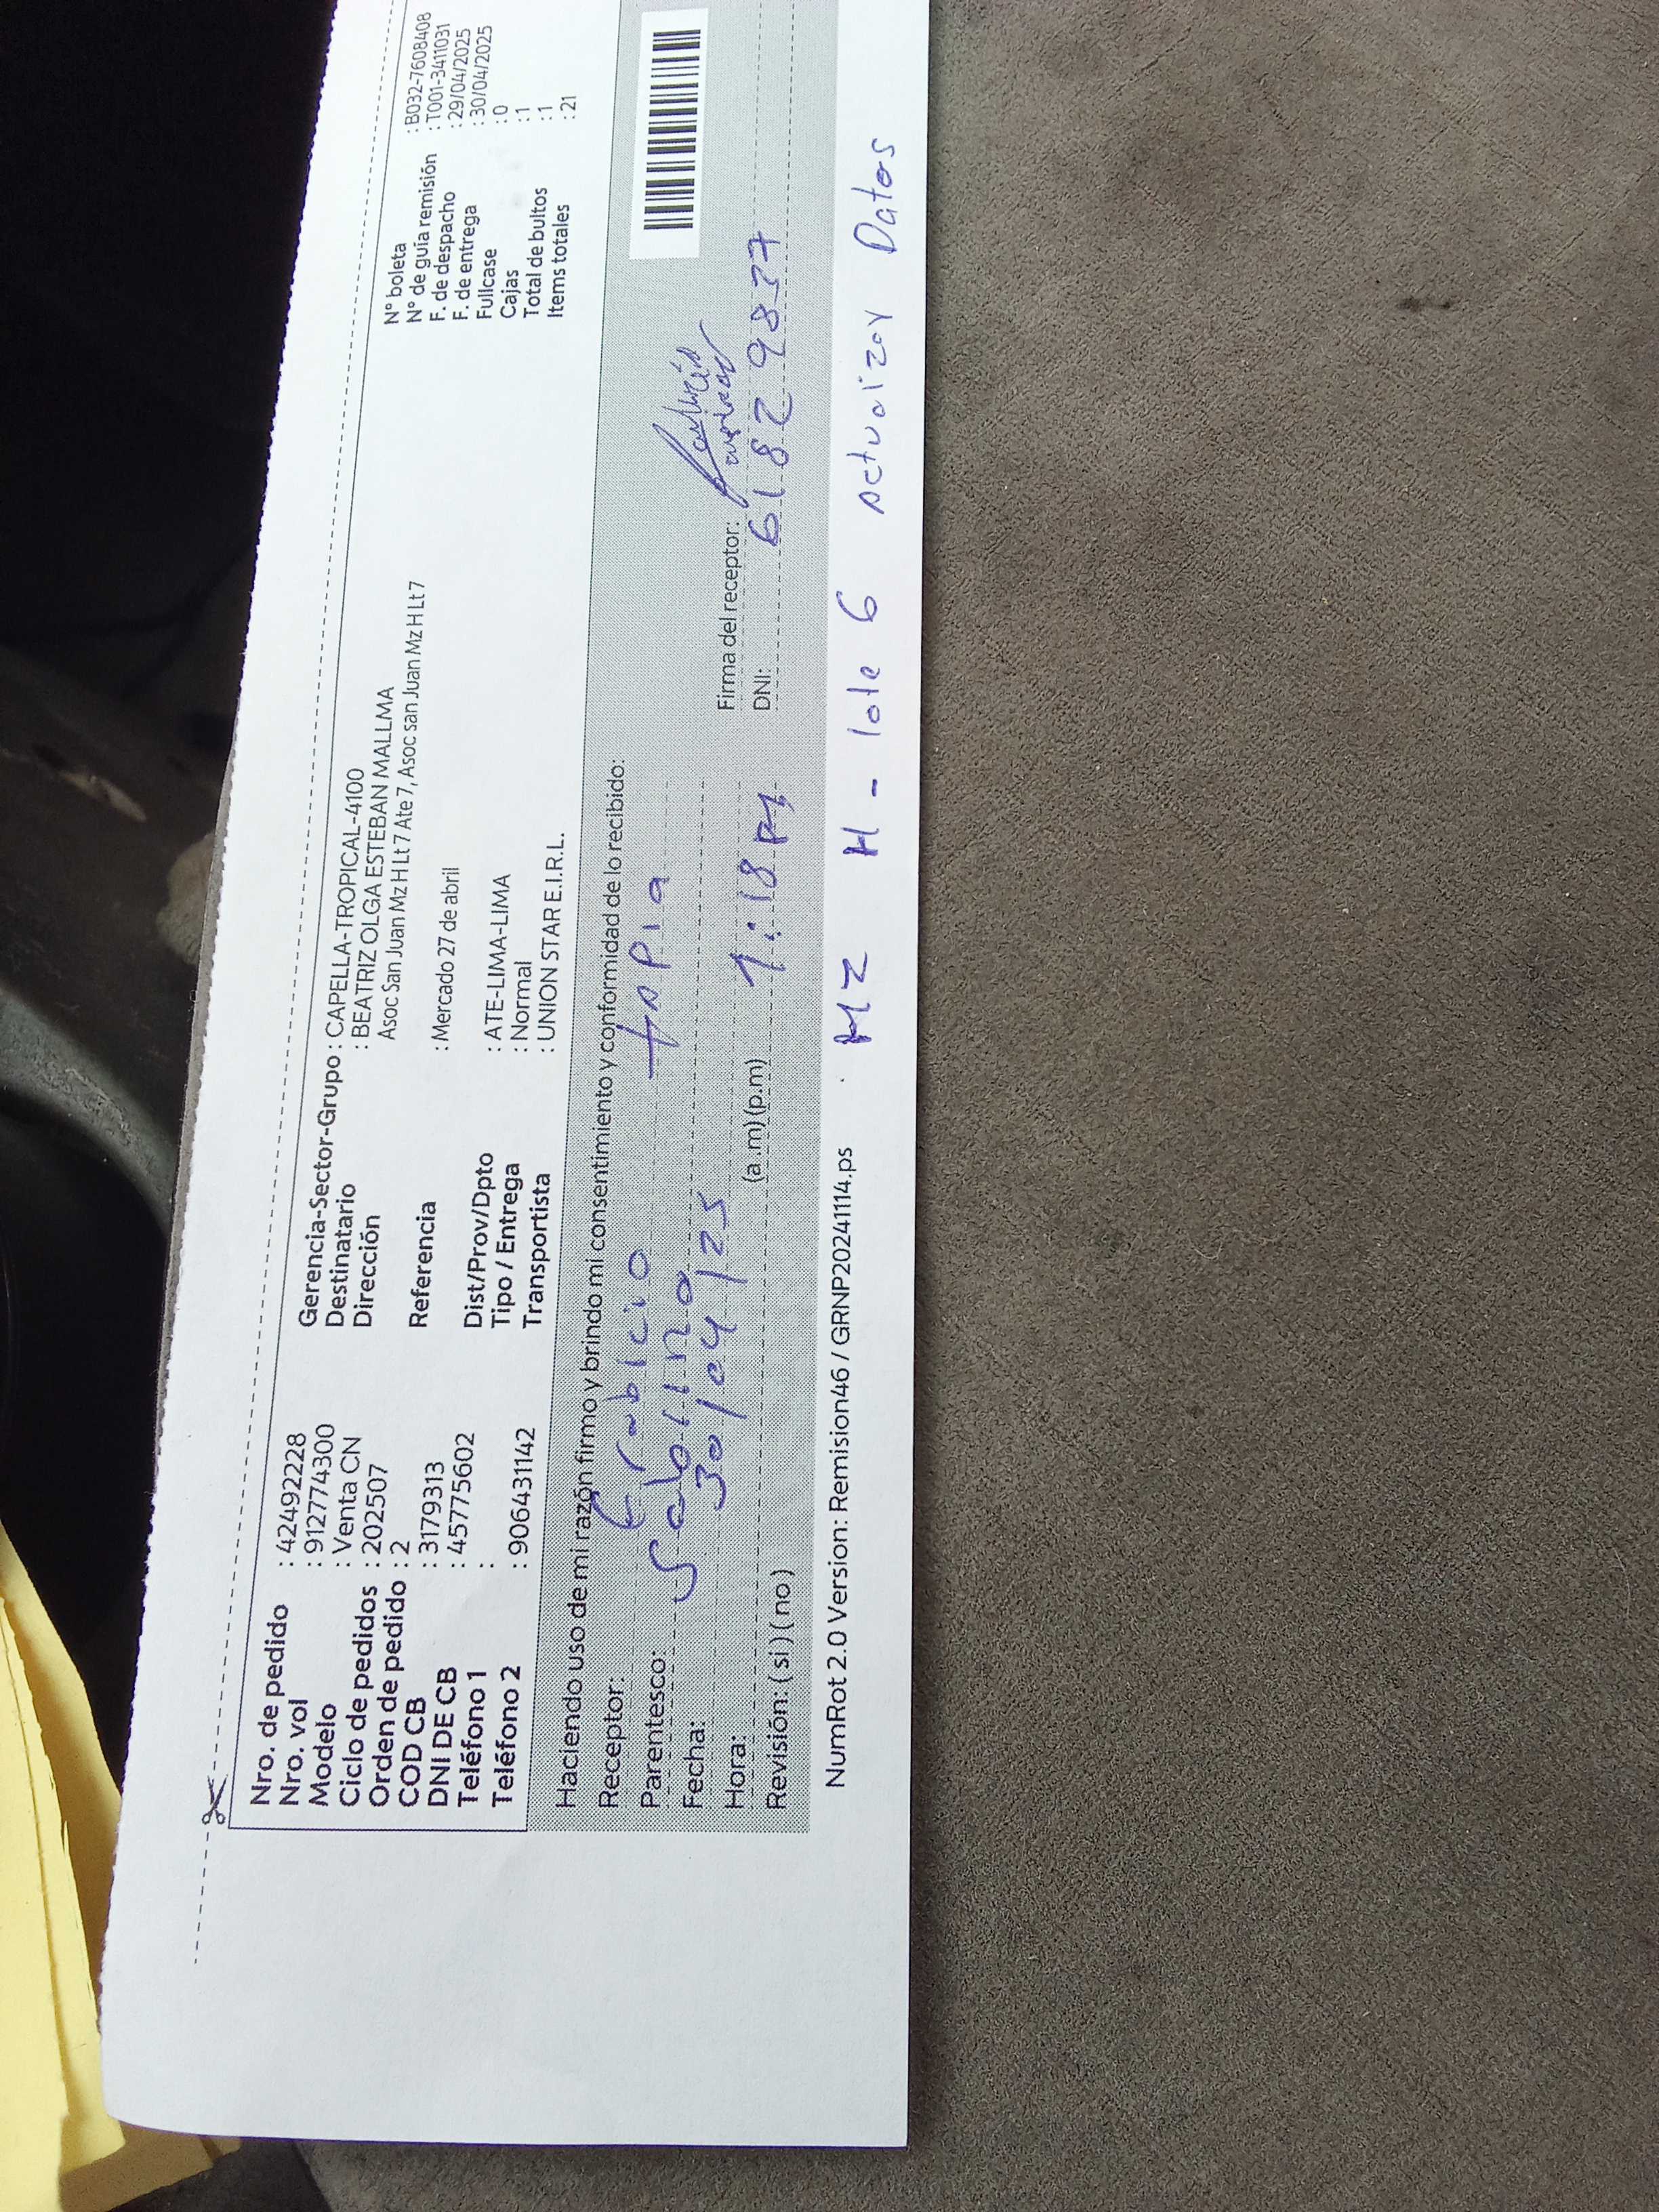 Nro. de pedido : 42492228
Nro. vol : 9127774300
Modelo : Venta CN
Ciclo de pedidos : 202507
Orden de pedido : 2
COD CB : 3179313
DNI DE CB : 45775602
Teléfono 1 :
Teléfono 2 : 906431142
Gerencia-Sector-Grupo : CAPELLA-TROPICAL-4100
Destinatario : BEATRIZ OLGA ESTEBAN MALLMA
Dirección Asoc San Juan Mz H Lt 7 Ate 7, Asoc san Juan Mz H Lt 7
Referencia : Mercado 27 de abril
Dist/Prov/Dpto : ATE-LIMA-LIMA
Tipo / Entrega : Normal
Transportista : UNION STAR E.I.R.L.
N° boleta : B032-7608408
N° de guía remisión : T001-3411031
F. de despacho : 29/04/2025
F. de entrega : 30/04/2025
Fullcase : 0
Cajas : 1
Total de bultos : 1
Items totales : 21
Haciendo uso de mi razón firmo y brindo mi consentimiento y conformidad de lo recibido:
Receptor: Frabicio tapia
Parentesco: Sobrino
Fecha: 30/04/25
Hora: (a.m) (p.m) 1:18 PM
Revisión: ( si ) ( no )
Firma del receptor:
DNI: 61829837
NumRot 2.0 Version: Remision46 / GRNP20241114.ps
MZ H - lote 6 actualizar Datos